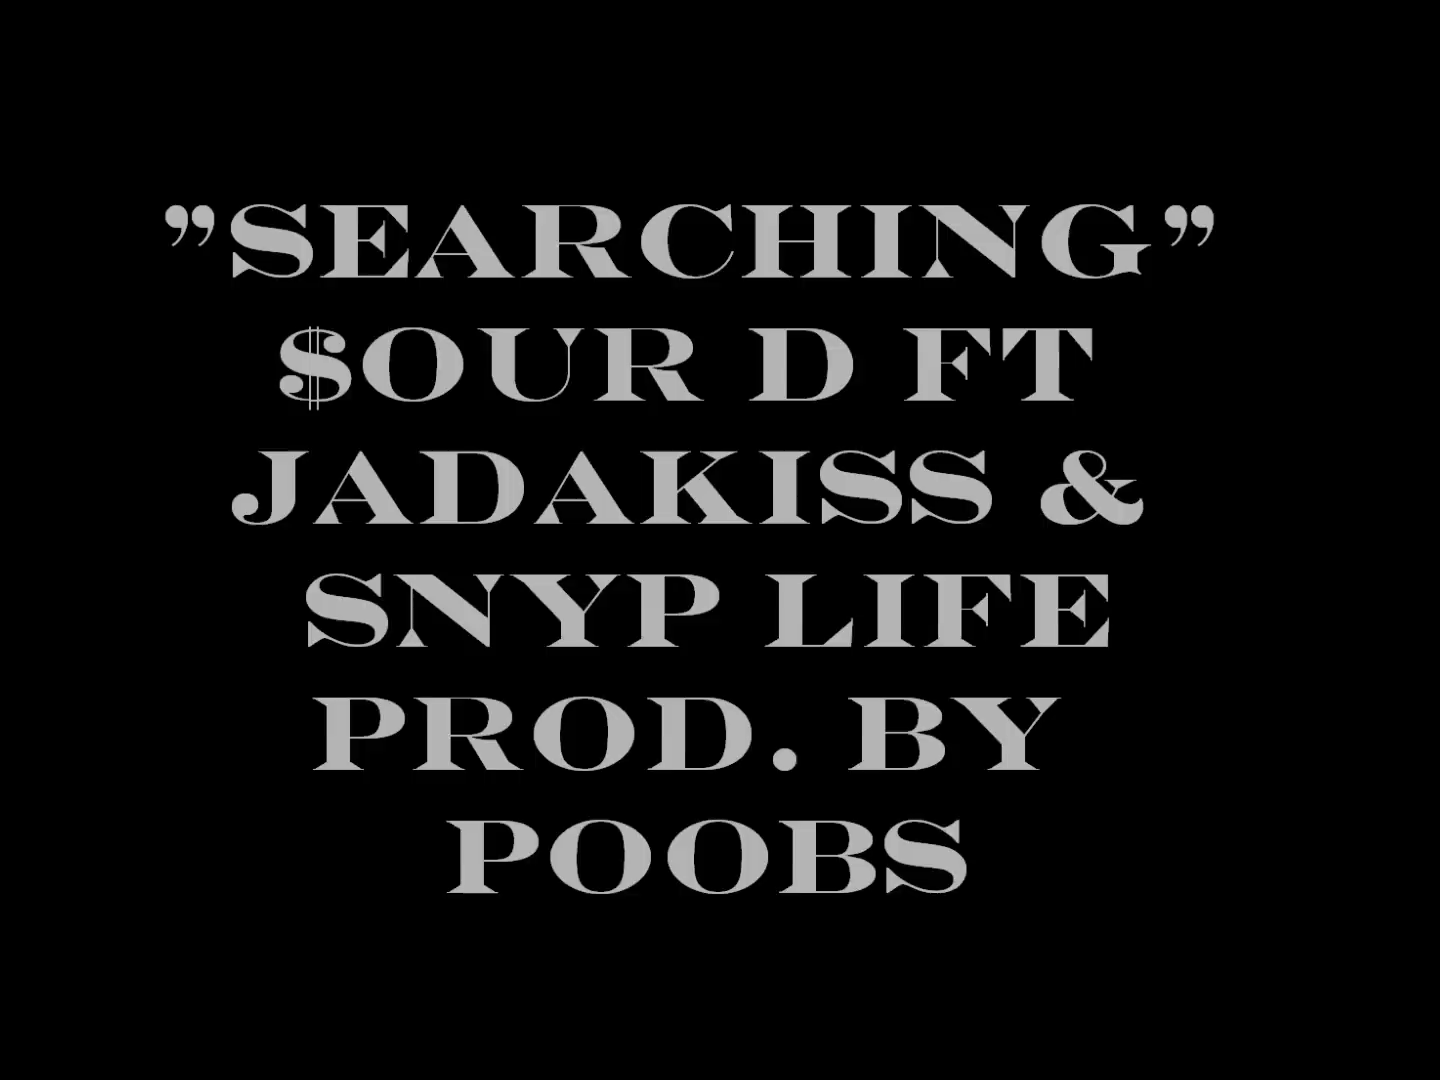 ”SEARCHING”
$OUR D FT
JADAKISS &
SNYP LIFE
PROD. BY
POOBS